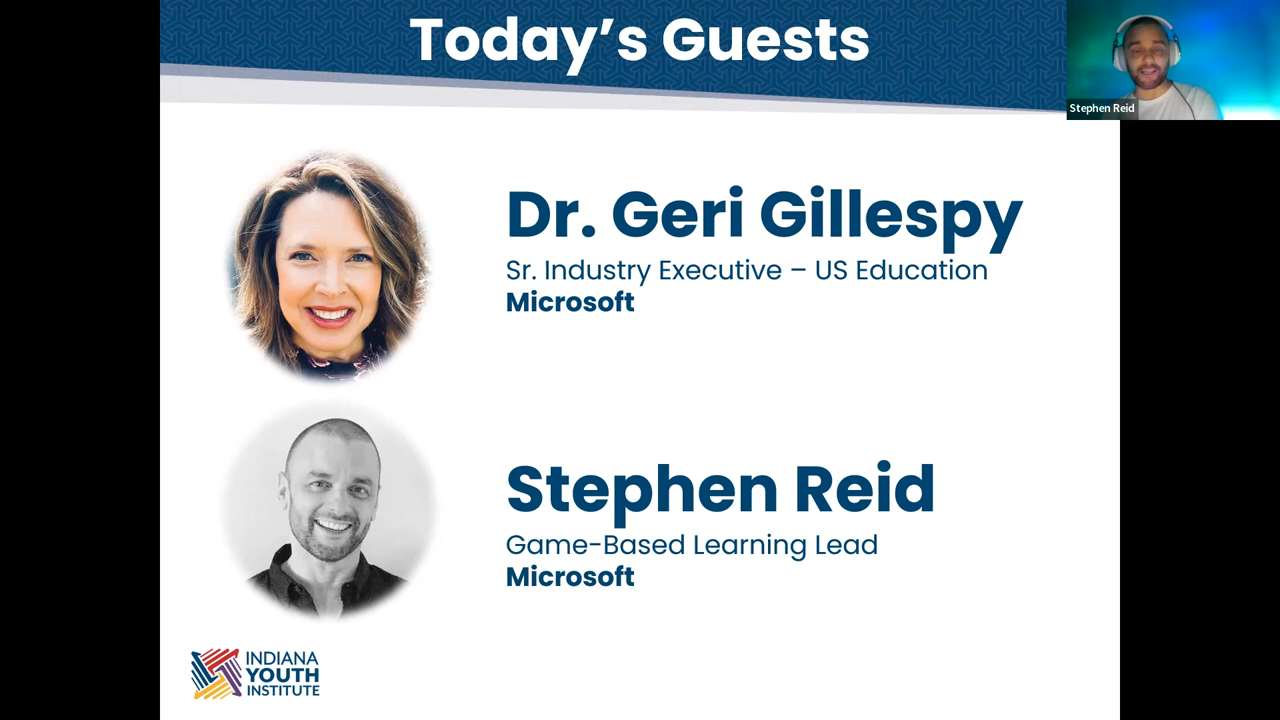 Today's Guests
Stephen Reid
Dr. Geri Gillespy
Sr. Industry Executive – US Education
Microsoft
Stephen Reid
Game-Based Learning Lead
Microsoft
INDIANA
YOUTH
INSTITUTE